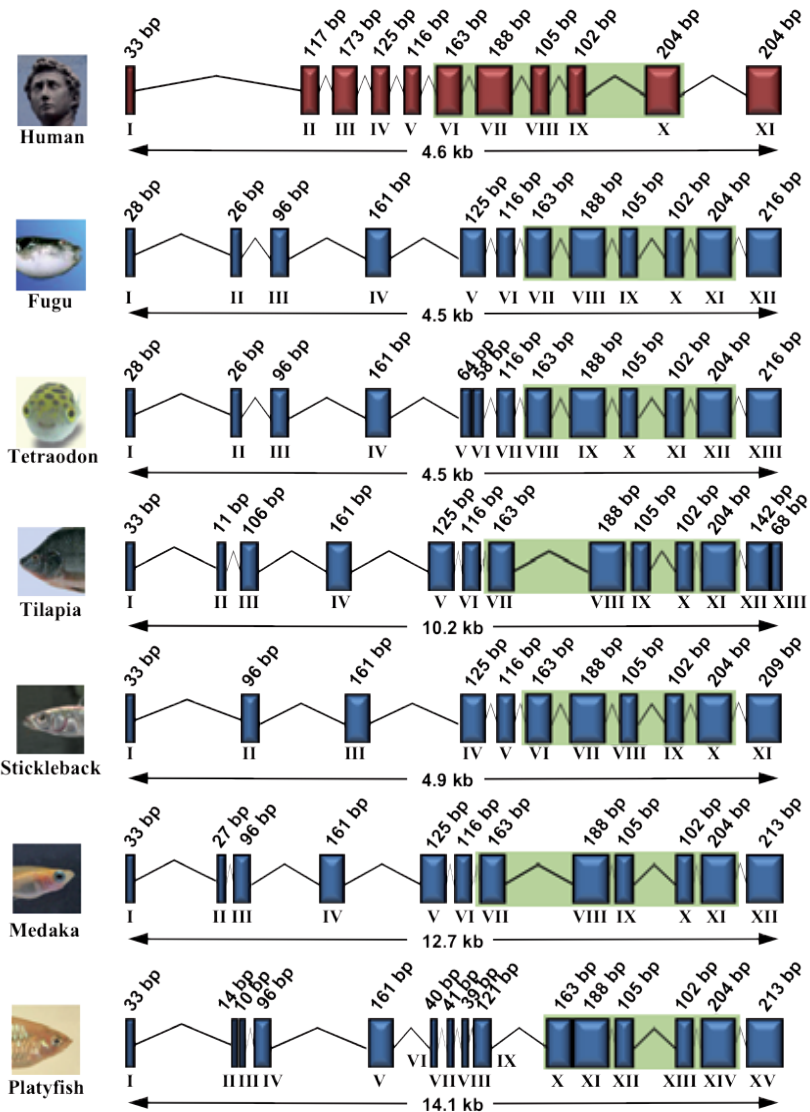 33 bp 117 bp 173 bp 125 bp 116 bp 163 bp 188 bp 105 bp 102 bp 204 bp 204 bp
I II III IV V VI VII VIII IX X XI
Human
4.6 kb
28 bp 26 bp 96 bp 161 bp 125 bp 116 bp 163 bp 188 bp 105 bp 102 bp 204 bp 216 bp
I II III IV V VI VII VIII IX X XI XII
Fugu
4.5 kb
28 bp 26 bp 96 bp 161 bp 64 bp 58 bp 116 bp 163 bp 188 bp 105 bp 102 bp 204 bp 216 bp
I II III IV V VI VII VIII IX X XI XII XIII
Tetraodon
4.5 kb
33 bp 11 bp 106 bp 161 bp 125 bp 116 bp 163 bp 188 bp 105 bp 102 bp 204 bp 142 bp 68 bp
I II III IV V VI VII VIII IX X XI XII XIII
Tilapia
10.2 kb
33 bp 96 bp 161 bp 125 bp 116 bp 163 bp 188 bp 105 bp 102 bp 204 bp 209 bp
I II III IV V VI VII VIII IX X XI
Stickleback
4.9 kb
33 bp 27 bp 96 bp 161 bp 125 bp 116 bp 163 bp 188 bp 105 bp 102 bp 204 bp 213 bp
I II III IV V VI VII VIII IX X XI XII
Medaka
12.7 kb
33 bp 14 bp 10 bp 96 bp 161 bp 40 bp 41 bp 39 bp 121 bp 163 bp 188 bp 105 bp 102 bp 204 bp 213 bp
I II III IV V VI VII VIII IX X XI XII XIII XIV XV
Platyfish
14.1 kb